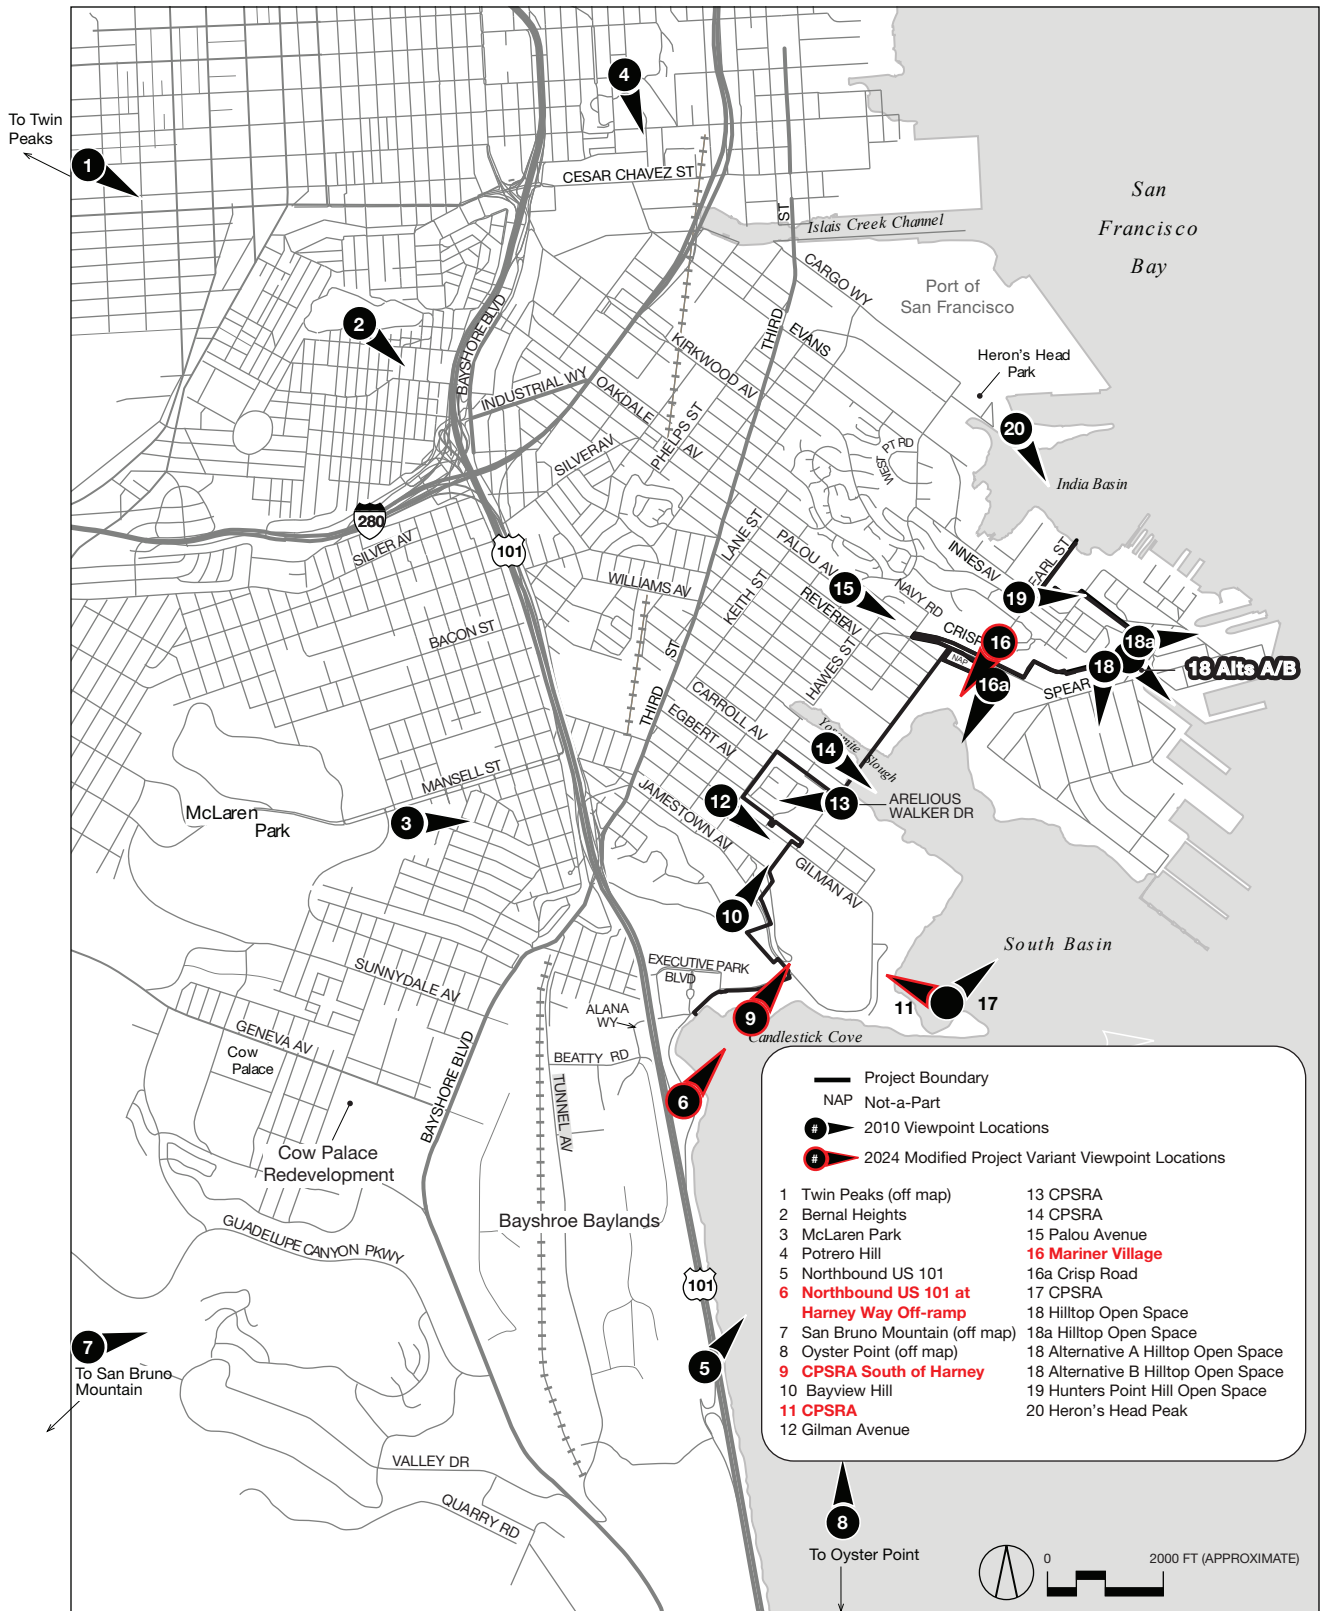 4
To Twin
Peaks
1
CESAR CHAVEZ ST
San
Francisco
Bay
ST
Islais Creek Channel
CARGO WY
Port of
San Francisco
2
BAYSHORE BLVD
THIRD
EVANS
KIRKWOOD AV
Heron's Head
Park
INDUSTRIAL WY
OAKDALE
AV
PHELPS ST
SILVER AV
20
PT RD
WEST
India Basin
280
SILVER AV
101
LANE ST
PALOU AV
INNES AV
EARL ST
WILLIAMS AV
KEITH ST
15
NAVY RD
19
REVERE AV
BACON ST
CRISP
16
18a
NAP
18
18 Alts A/B
ST
HAWES ST
16a
SPEAR
THIRD
CARROLL AV
EGBERT AV
Yosemite Slough
14
MANSELL ST
JAMESTOWN AV
12
13
ARELIOUS
WALKER DR
McLaren
Park
3
GILMAN AV
10
South Basin
SUNNYDALE AV
EXECUTIVE PARK
BLVD
11
17
ALANA
WY
9
GENEVA AV
Candlestick Cove
Cow
Palace
BAYSHORE BLVD
BEATTY RD
TUNNEL AV
6
Cow Palace
Redevelopment
Bayshroe Baylands
GUADELUPE CANYON PKWY
101
7
To San Bruno
Mountain
5
VALLEY DR
QUARRY RD
Project Boundary
NAP Not-a-Part
# 2010 Viewpoint Locations
# 2024 Modified Project Variant Viewpoint Locations
1 Twin Peaks (off map)
2 Bernal Heights
3 McLaren Park
4 Potrero Hill
5 Northbound US 101
6 Northbound US 101 at
Harney Way Off-ramp
7 San Bruno Mountain (off map)
8 Oyster Point (off map)
9 CPSRA South of Harney
10 Bayview Hill
11 CPSRA
12 Gilman Avenue
13 CPSRA
14 CPSRA
15 Palou Avenue
16 Mariner Village
16a Crisp Road
17 CPSRA
18 Hilltop Open Space
18a Hilltop Open Space
18 Alternative A Hilltop Open Space
18 Alternative B Hilltop Open Space
19 Hunters Point Hill Open Space
20 Heron's Head Peak
8
To Oyster Point
0 2000 FT (APPROXIMATE)